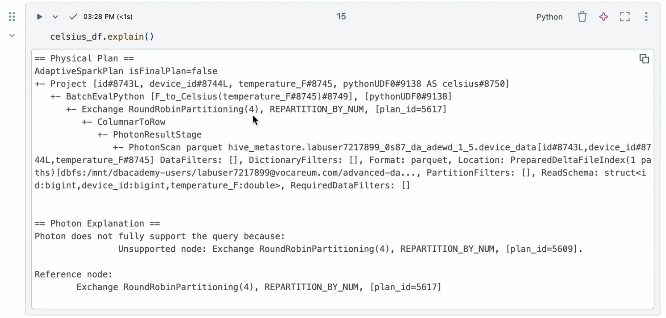 03:28 PM (<1s)
15
Python
celsius_df.explain()
== Physical Plan ==
AdaptiveSparkPlan isFinalPlan=false
+- Project [id#8743L, device_id#8744L, temperature_F#8745, pythonUDF0#9138 AS celsius#8750]
+- BatchEvalPython [F_to_Celsius(temperature_F#8745)#8749], [pythonUDF0#9138]
+- Exchange RoundRobinPartitioning(4), REPARTITION_BY_NUM, [plan_id=5617]
+- ColumnarToRow
+- PhotonResultStage
+- PhotonScan parquet hive_metastore.labuser7217899_0s87_da_adewd_1_5.device_data[id#8743L,device_id#87
44L,temperature_F#8745] DataFilters: [], DictionaryFilters: [], Format: parquet, Location: PreparedDeltaFileIndex(1 pa
ths)[dbfs:/mnt/dbacademy-users/labuser7217899@vocareum.com/advanced-da..., PartitionFilters: [], ReadSchema: struct<i
d:bigint,device_id:bigint,temperature_F:double>, RequiredDataFilters: []
== Photon Explanation ==
Photon does not fully support the query because:
Unsupported node: Exchange RoundRobinPartitioning(4), REPARTITION_BY_NUM, [plan_id=5609].
Reference node:
Exchange RoundRobinPartitioning(4), REPARTITION_BY_NUM, [plan_id=5617]